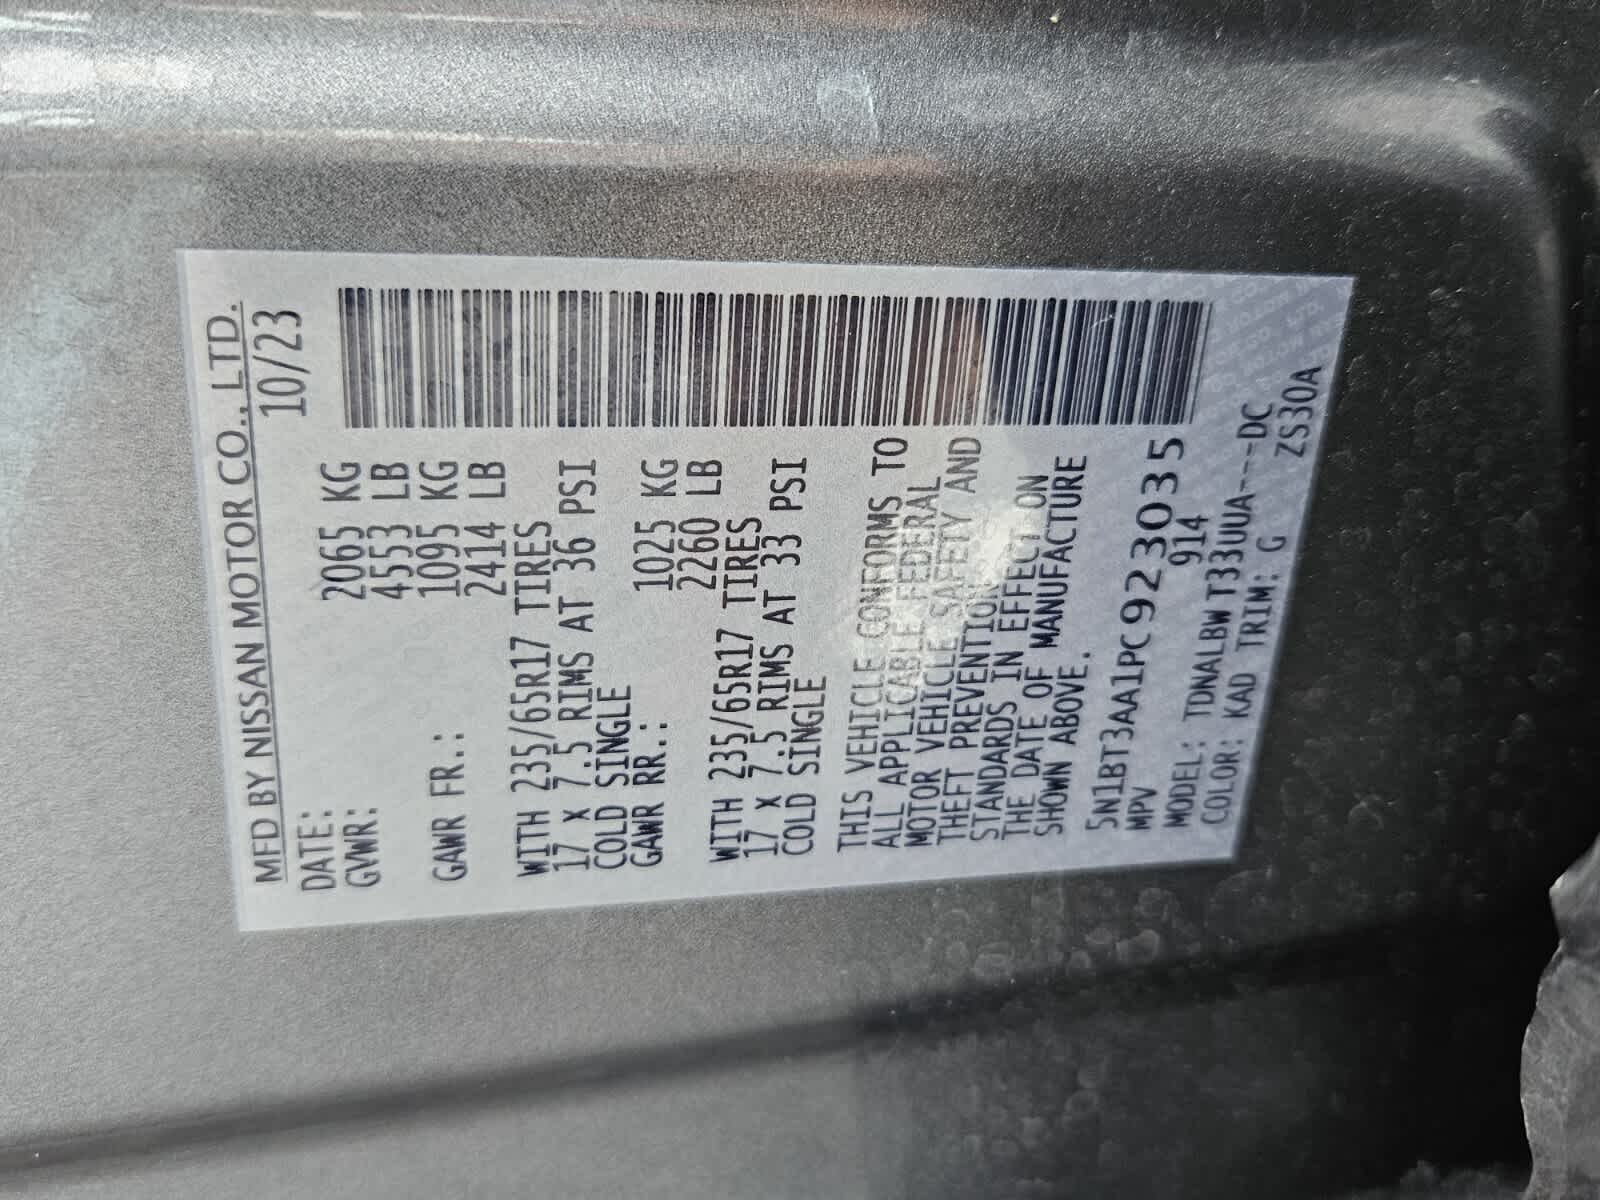 MFD BY NISSAN MOTOR CO., LTD.
DATE: 10/23
GVWR: 2065 KG
4553 LB
GAWR FR.: 1095 KG
2414 LB
WITH 235/65R17 TIRES
17 X 7.5 RIMS AT 36 PSI
COLD SINGLE
GAWR RR.: 1025 KG
2260 LB
WITH 235/65R17 TIRES
17 X 7.5 RIMS AT 33 PSI
COLD SINGLE
THIS VEHICLE CONFORMS TO
ALL APPLICABLE FEDERAL
MOTOR VEHICLE SAFETY AND
THEFT PREVENTION
STANDARDS IN EFFECT ON
THE DATE OF MANUFACTURE
SHOWN ABOVE.
5N1BT3AA1PC923035
MPV 914
MODEL: TDNALBW T33UUA---DC
COLOR: KAD TRIM: G ZS30A